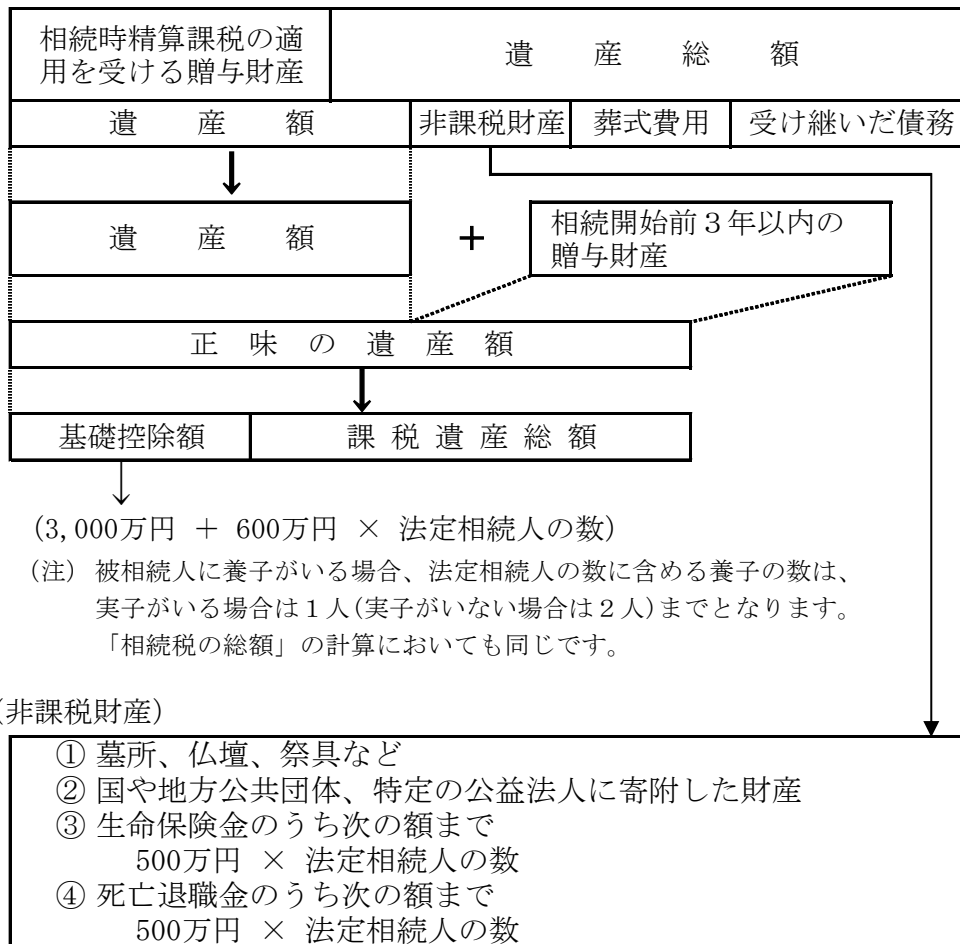 相続時精算課税の適
用を受ける贈与財産
遺 産 総 額
遺 産 額
非課税財産
葬式費用
受け継いだ債務
遺 産 額
+
相続開始前3年以内の
贈与財産
正 味 の 遺 産 額
基礎控除額
課 税 遺 産 総 額
(3,000万円 + 600万円 × 法定相続人の数)
(注) 被相続人に養子がいる場合、法定相続人の数に含める養子の数は、
実子がいる場合は1人(実子がいない場合は2人)までとなります。
「相続税の総額」の計算においても同じです。
(非課税財産)
① 墓所、仏壇、祭具など
② 国や地方公共団体、特定の公益法人に寄附した財産
③ 生命保険金のうち次の額まで
500万円 × 法定相続人の数
④ 死亡退職金のうち次の額まで
500万円 × 法定相続人の数